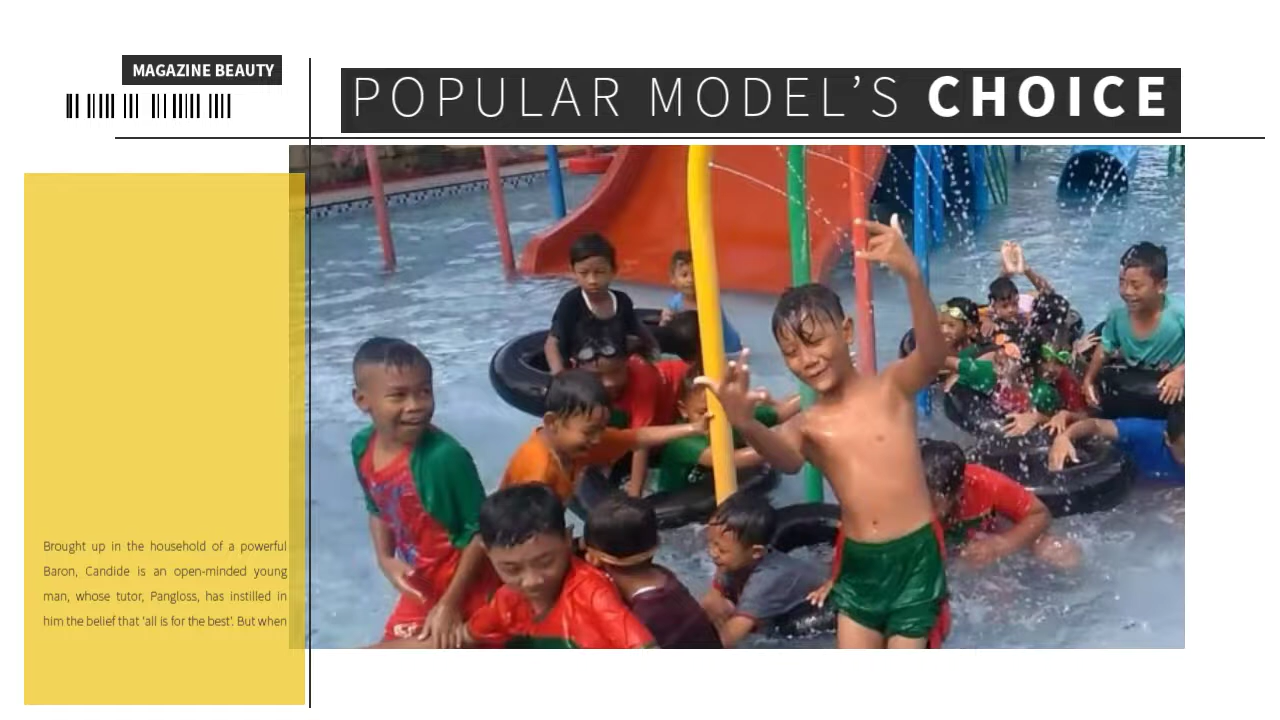 MAGAZINE BEAUTY
POPULAR MODEL’S CHOICE
Brought up in the household of a powerful
Baron, Candide is an open-minded young
man, whose tutor, Pangloss, has instilled in
him the belief that ‘all is for the best’. But when